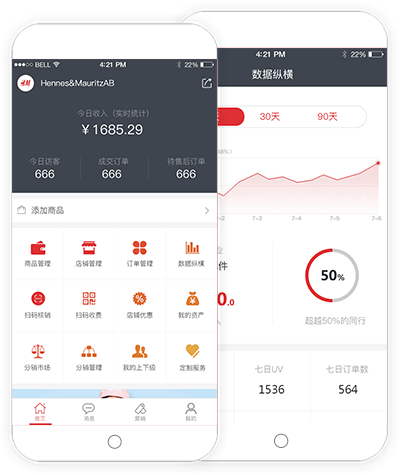 BELL 4:21 PM 22%
H&M Hennes&MauritzAB
今日收入（实时统计）
￥1685.29
今日访客 成交订单 待售后订单
666 666 666
添加商品
商品管理 店铺管理 订单管理 数据纵横
扫码核销 扫码收费 店铺优惠 我的资产
分销市场 分销管理 我的上下级 定制服务
首页 消息 营销 我的
4:21 PM 22%
数据纵横
天 30天 90天
7-3 7-4 7-5 7-6
件
0.0
人
50%
超越50%的同行
七日UV 七日订单数
1536 564